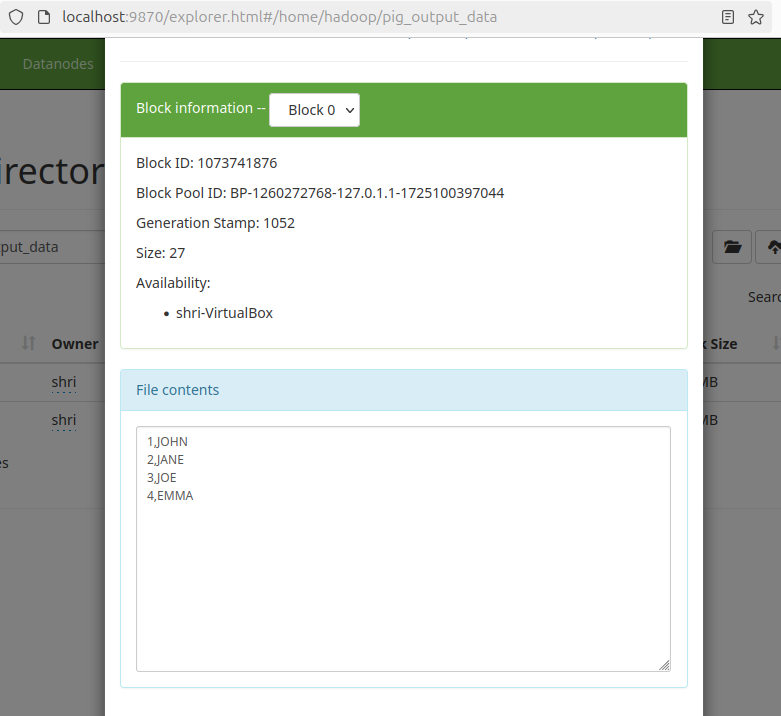 localhost:9870/explorer.html#/home/hadoop/pig_output_data
Datanodes
Block information -- Block 0
Block ID: 1073741876
irector
Block Pool ID: BP-1260272768-127.0.1.1-1725100397044
Generation Stamp: 1052
put_data
Size: 27
Availability:
Searc
shri-VirtualBox
Owner
k Size
shri
MB
File contents
shri
MB
1,JOHN
2,JANE
es
3,JOE
4,EMMA